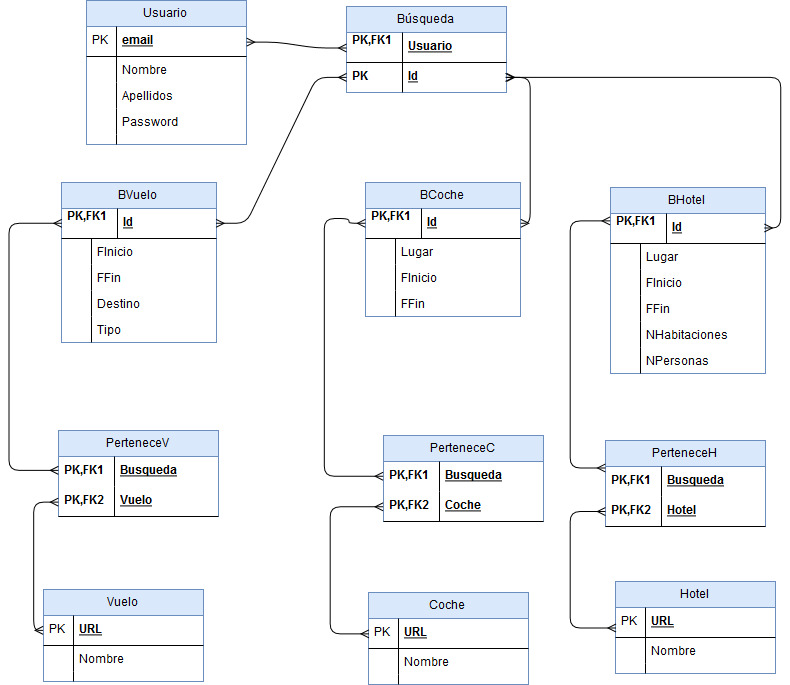 Usuario
PK email
Nombre
Apellidos
Password
Búsqueda
PK,FK1 Usuario
PK Id
BVuelo
PK,FK1 Id
FInicio
FFin
Destino
Tipo
BCoche
PK,FK1 Id
Lugar
FInicio
FFin
BHotel
PK,FK1 Id
Lugar
FInicio
FFin
NHabitaciones
NPersonas
PerteneceV
PK,FK1 Busqueda
PK,FK2 Vuelo
PerteneceC
PK,FK1 Busqueda
PK,FK2 Coche
PerteneceH
PK,FK1 Busqueda
PK,FK2 Hotel
Vuelo
PK URL
Nombre
Coche
PK URL
Nombre
Hotel
PK URL
Nombre